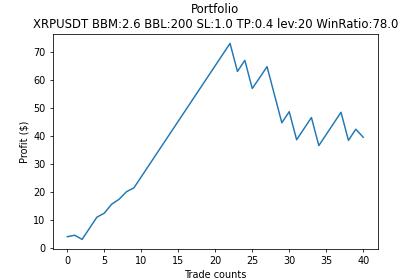 Portfolio
XRPUSDT BBM:2.6 BBL:200 SL:1.0 TP:0.4 lev:20 WinRatio:78.0
Profit ($)
70
60
50
40
30
20
10
0
0 5 10 15 20 25 30 35 40
Trade counts